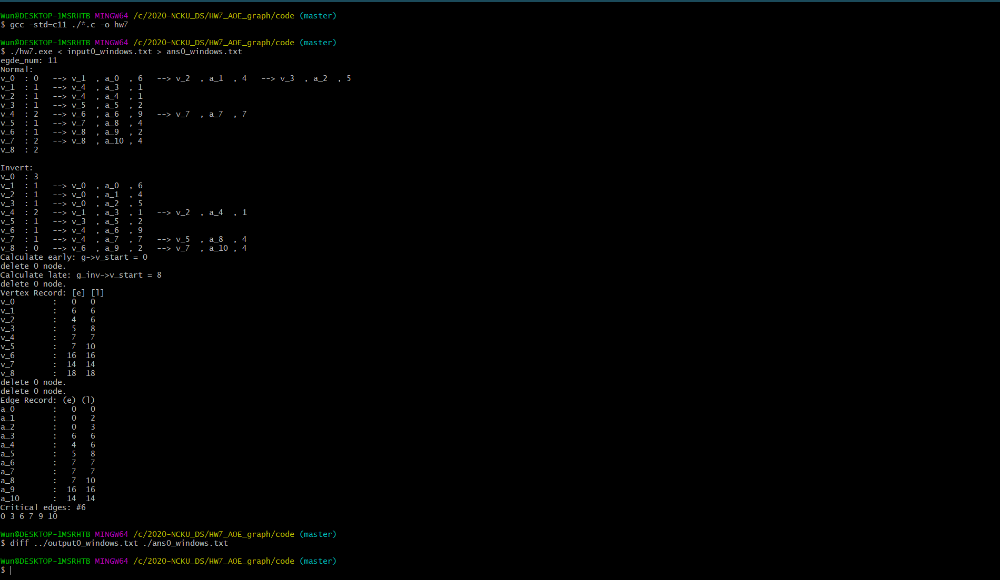 Wun@DESKTOP-1MSRHTB MINGW64 /c/2020-NCKU_DS/HW7_AOE_graph/code (master)
$ gcc -std=c11 ./*.c -o hw7

Wun@DESKTOP-1MSRHTB MINGW64 /c/2020-NCKU_DS/HW7_AOE_graph/code (master)
$ ./hw7.exe < input0_windows.txt > ans0_windows.txt
egde_num: 11
Normal:
v_0  : 0   --> v_1  , a_0  , 6   --> v_2  , a_1  , 4   --> v_3  , a_2  , 5
v_1  : 1   --> v_4  , a_3  , 1
v_2  : 1   --> v_4  , a_4  , 1
v_3  : 1   --> v_5  , a_5  , 2
v_4  : 2   --> v_6  , a_6  , 9   --> v_7  , a_7  , 7
v_5  : 1   --> v_7  , a_8  , 4
v_6  : 1   --> v_8  , a_9  , 2
v_7  : 2   --> v_8  , a_10 , 4
v_8  : 2

Invert:
v_0  : 3
v_1  : 1   --> v_0  , a_0  , 6
v_2  : 1   --> v_0  , a_1  , 4
v_3  : 1   --> v_0  , a_2  , 5
v_4  : 2   --> v_1  , a_3  , 1   --> v_2  , a_4  , 1
v_5  : 1   --> v_3  , a_5  , 2
v_6  : 1   --> v_4  , a_6  , 9
v_7  : 1   --> v_4  , a_7  , 7   --> v_5  , a_8  , 4
v_8  : 0   --> v_6  , a_9  , 2   --> v_7  , a_10 , 4
Calculate early: g->v_start = 0
delete 0 node.
Calculate late: g_inv->v_start = 8
delete 0 node.
Vertex Record: [e] [l]
v_0        :   0   0
v_1        :   6   6
v_2        :   4   6
v_3        :   5   8
v_4        :   7   7
v_5        :   7  10
v_6        :  16  16
v_7        :  14  14
v_8        :  18  18
delete 0 node.
delete 0 node.
Edge Record: (e) (l)
a_0        :   0   0
a_1        :   0   2
a_2        :   0   3
a_3        :   6   6
a_4        :   4   6
a_5        :   5   8
a_6        :   7   7
a_7        :   7   7
a_8        :   7  10
a_9        :  16  16
a_10       :  14  14
Critical edges: #6
0 3 6 7 9 10

Wun@DESKTOP-1MSRHTB MINGW64 /c/2020-NCKU_DS/HW7_AOE_graph/code (master)
$ diff ../output0_windows.txt ./ans0_windows.txt

Wun@DESKTOP-1MSRHTB MINGW64 /c/2020-NCKU_DS/HW7_AOE_graph/code (master)
$